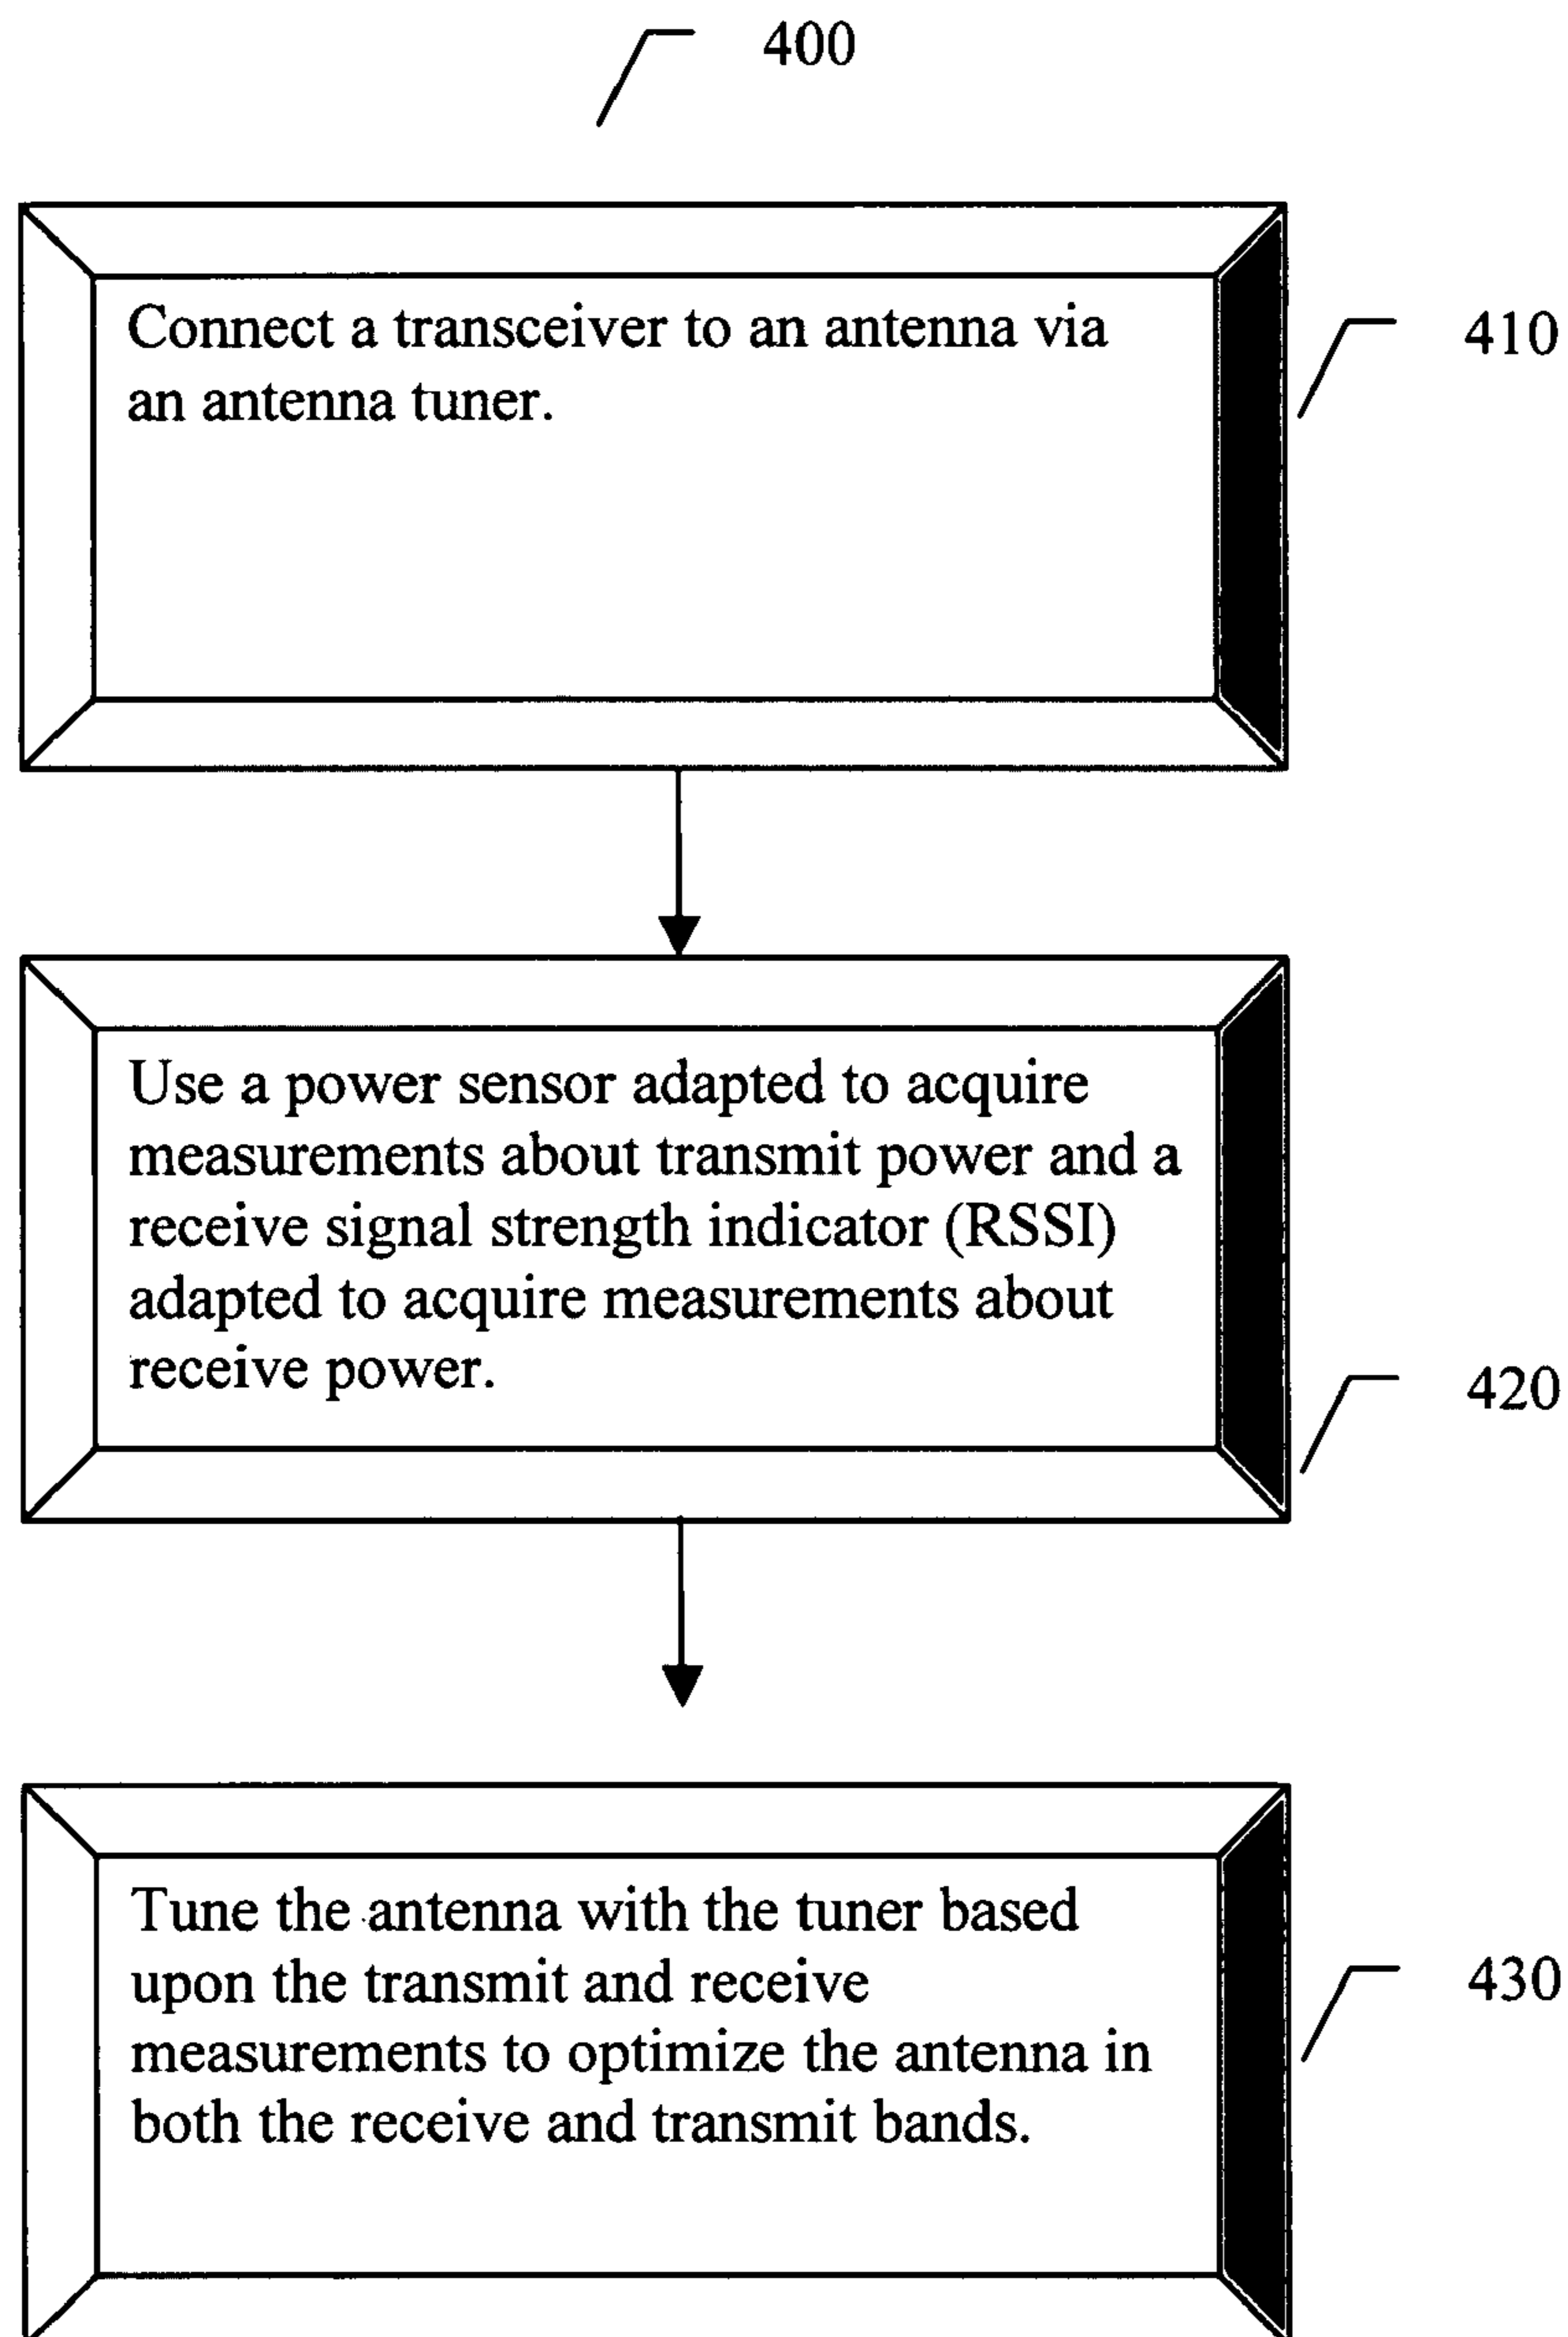 400
Connect a transceiver to an antenna via
an antenna tuner.
410
Use a power sensor adapted to acquire
measurements about transmit power and a
receive signal strength indicator (RSSI)
adapted to acquire measurements about
receive power.
420
Tune the antenna with the tuner based
upon the transmit and receive
measurements to optimize the antenna in
both the receive and transmit bands.
430